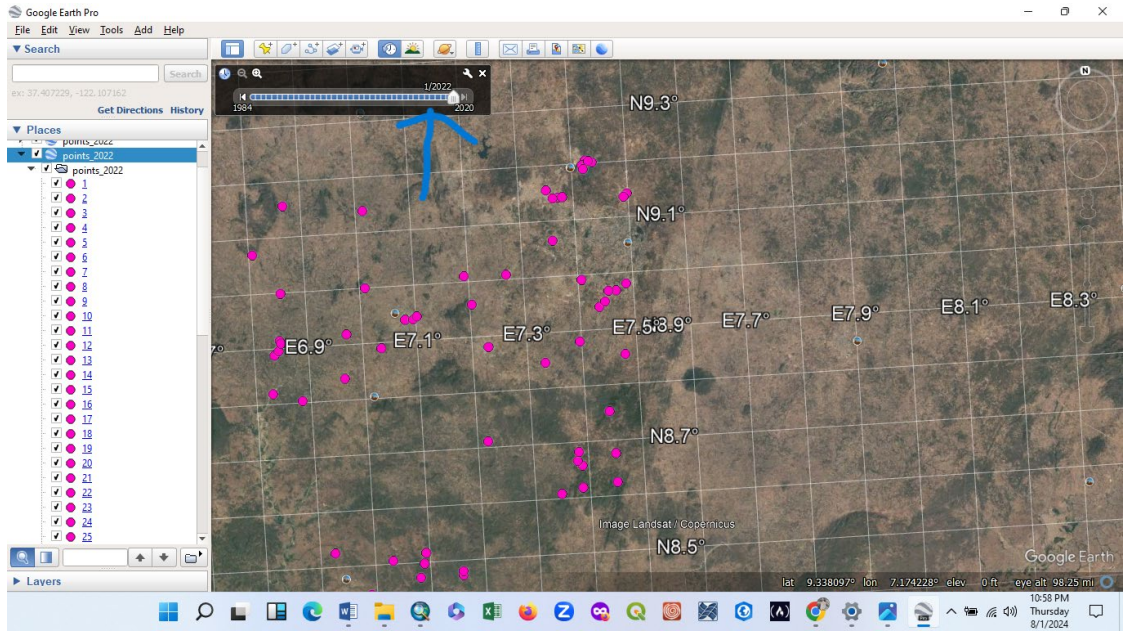 Google Earth Pro
File Edit View Tools Add Help
Search
Search
ex: 37.407229, -122.107162
Get Directions History
Places
points_2022
points_2022
points_2022
1
2
3
4
5
6
7
8
9
10
11
12
13
14
15
16
17
18
19
20
21
22
23
24
25
Layers
1/2022
1984 2020
N
N9.3°
N9.1°
E6.9° E7.1° E7.3° E7.5° 8.9° E7.7° E7.9° E8.1° E8.3°
N8.7°
Image Landsat / Copernicus
N8.5°
Google Earth
lat 9.338097° lon 7.174228° elev 0 ft eye alt 98.25 mi
10:58 PM
Thursday
8/1/2024